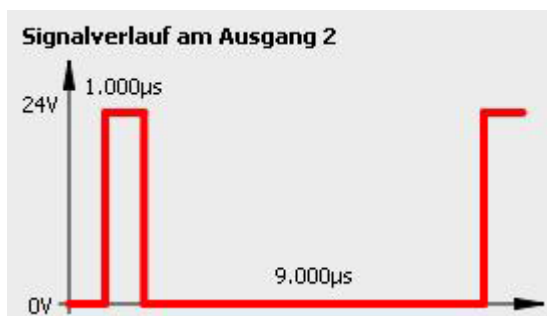 Signalverlauf am Ausgang 2
1.000µs
24V
9.000µs
0V